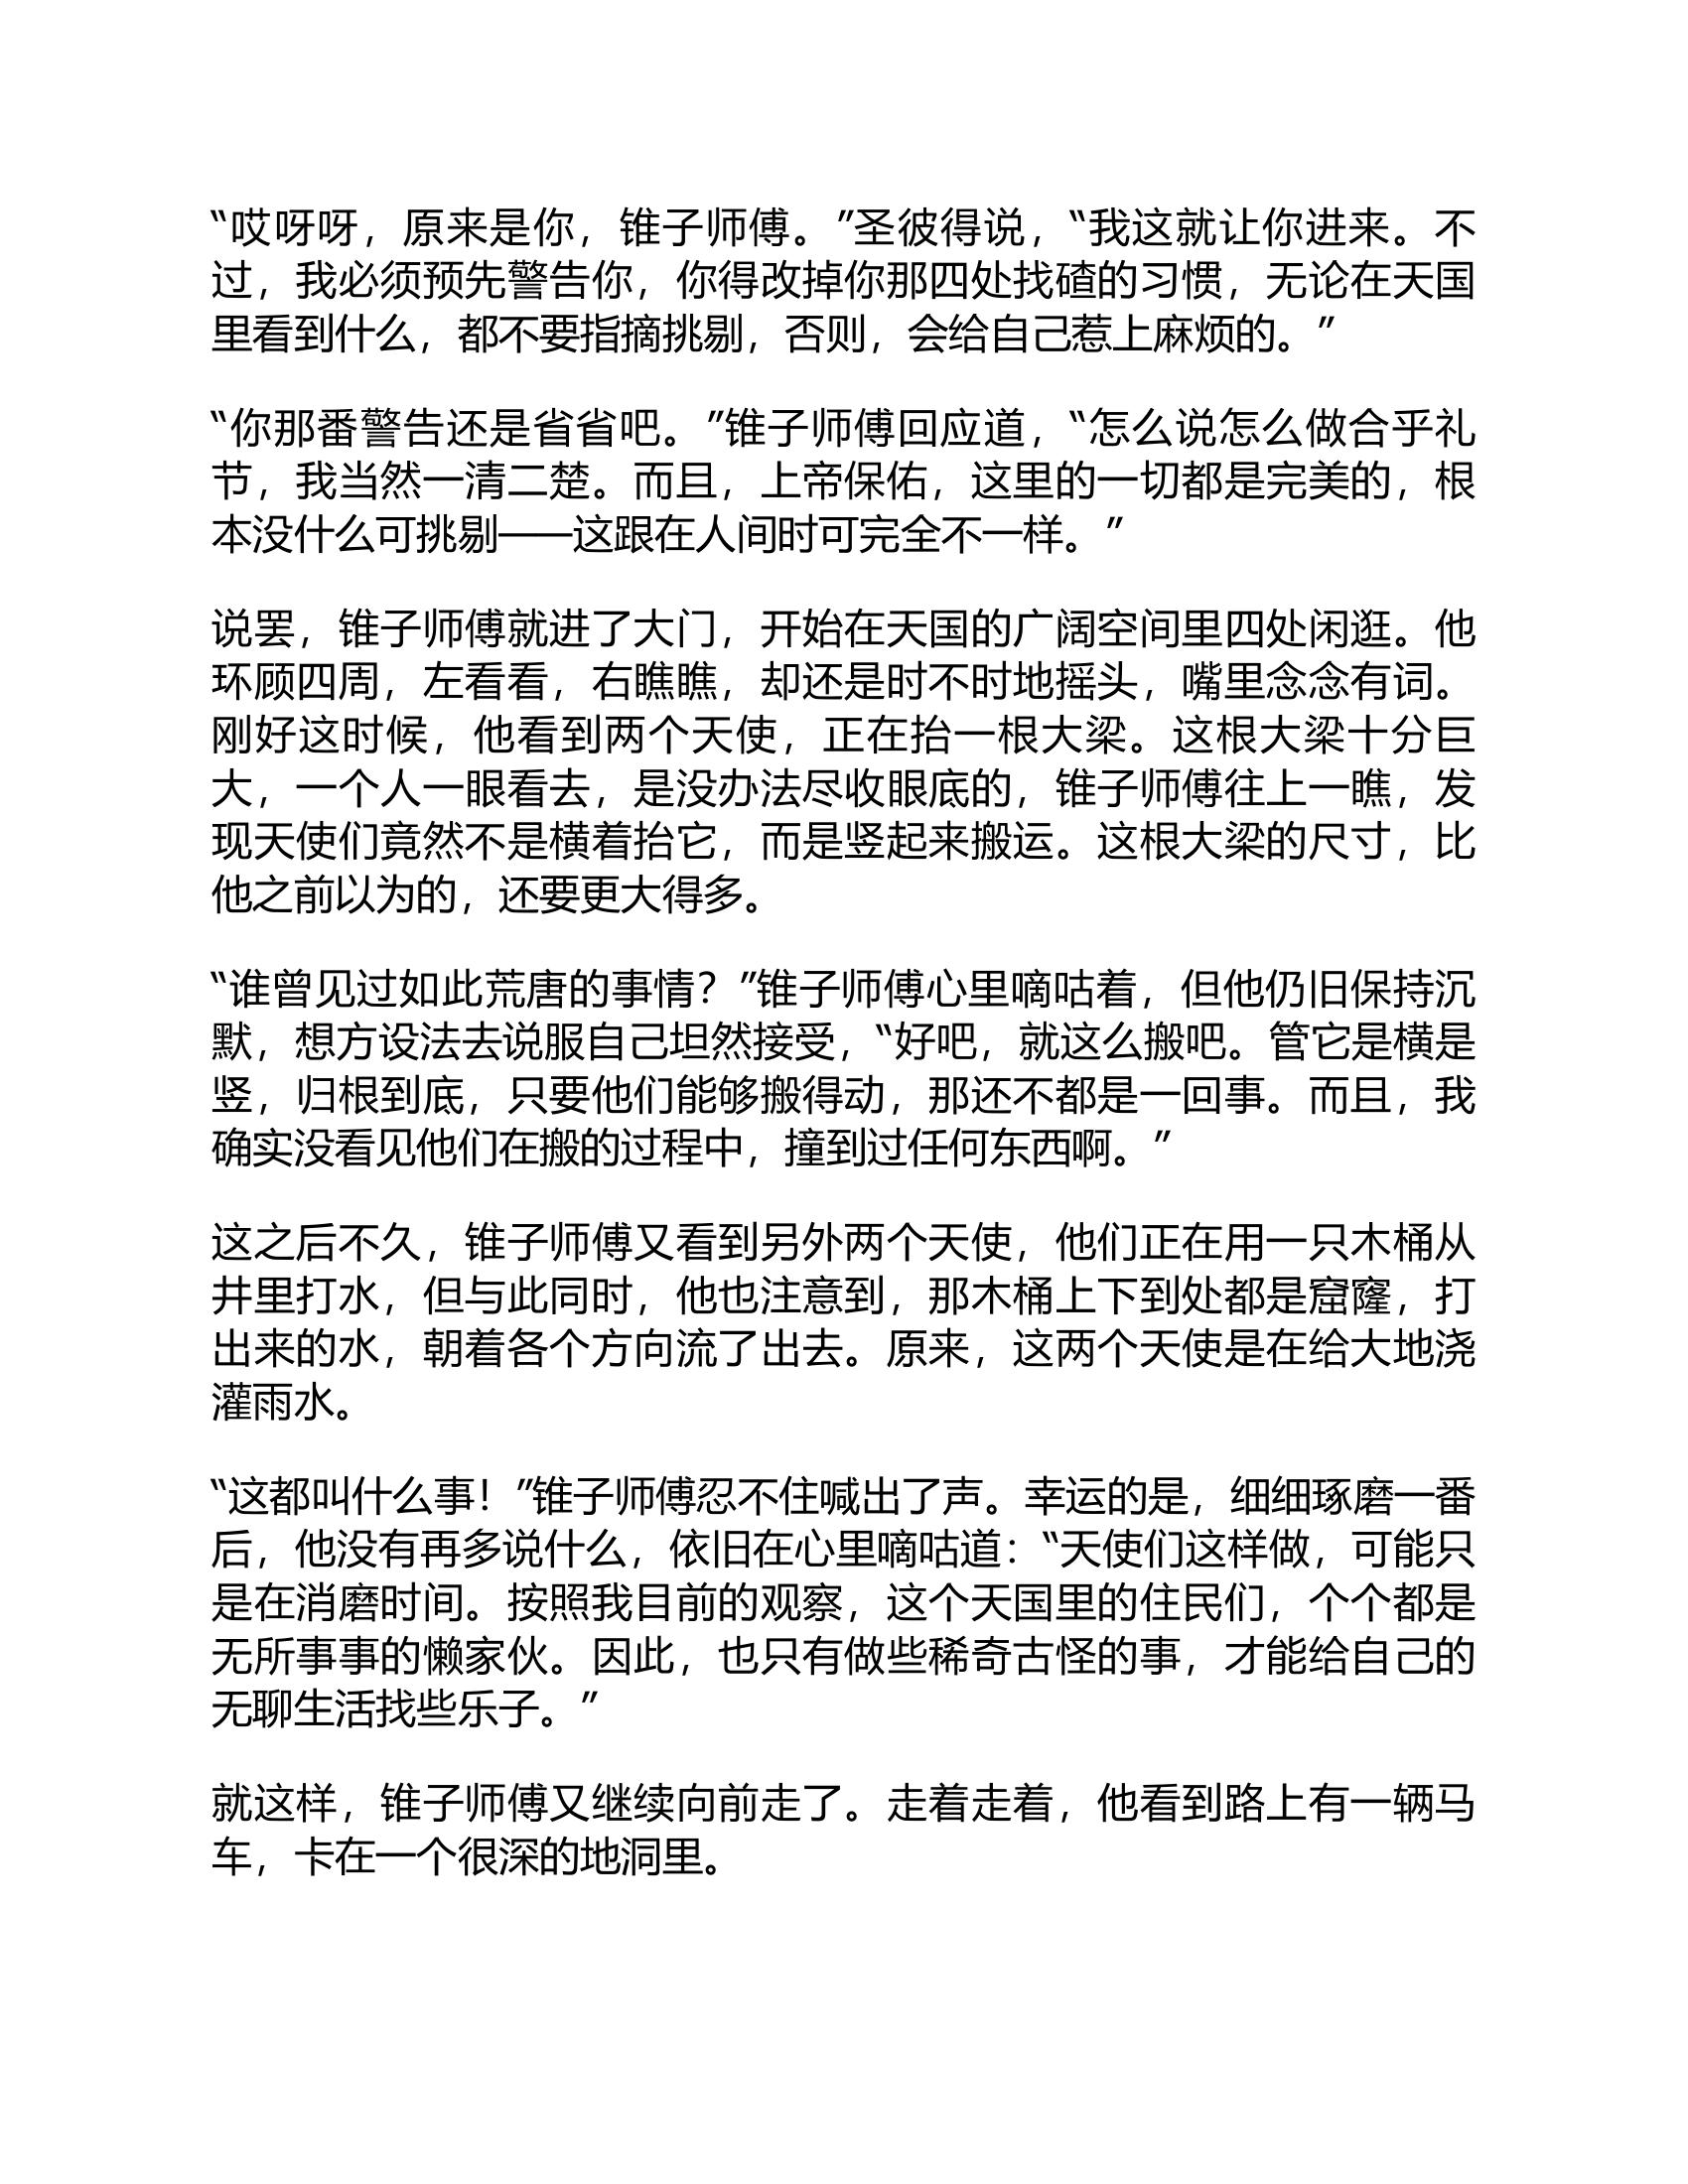 “哎呀呀，原来是你，锥子师傅。”圣彼得说，“我这就让你进来。不
过，我必须预先警告你，你得改掉你那四处找碴的习惯，无论在天国
里看到什么，都不要指摘挑剔，否则，会给自己惹上麻烦的。”
“你那番警告还是省省吧。”锥子师傅回应道，“怎么说怎么做合乎礼
节，我当然一清二楚。而且，上帝保佑，这里的一切都是完美的，根
本没什么可挑剔——这跟在人间时可完全不一样。”
说罢，锥子师傅就进了大门，开始在天国的广阔空间里四处闲逛。他
环顾四周，左看看，右瞧瞧，却还是时不时地摇头，嘴里念念有词。
刚好这时候，他看到两个天使，正在抬一根大梁。这根大梁十分巨
大，一个人一眼看去，是没办法尽收眼底的，锥子师傅往上一瞧，发
现天使们竟然不是横着抬它，而是竖起来搬运。这根大梁的尺寸，比
他之前以为的，还要更大得多。
“谁曾见过如此荒唐的事情？”锥子师傅心里嘀咕着，但他仍旧保持沉
默，想方设法去说服自己坦然接受，“好吧，就这么搬吧。管它是横是
竖，归根到底，只要他们能够搬得动，那还不都是一回事。而且，我
确实没看见他们在搬的过程中，撞到过任何东西啊。”
这之后不久，锥子师傅又看到另外两个天使，他们正在用一只木桶从
井里打水，但与此同时，他也注意到，那木桶上下到处都是窟窿，打
出来的水，朝着各个方向流了出去。原来，这两个天使是在给大地浇
灌雨水。
“这都叫什么事！”锥子师傅忍不住喊出了声。幸运的是，细细琢磨一番
后，他没有再多说什么，依旧在心里嘀咕道：“天使们这样做，可能只
是在消磨时间。按照我目前的观察，这个天国里的住民们，个个都是
无所事事的懒家伙。因此，也只有做些稀奇古怪的事，才能给自己的
无聊生活找些乐子。”
就这样，锥子师傅又继续向前走了。走着走着，他看到路上有一辆马
车，卡在一个很深的地洞里。